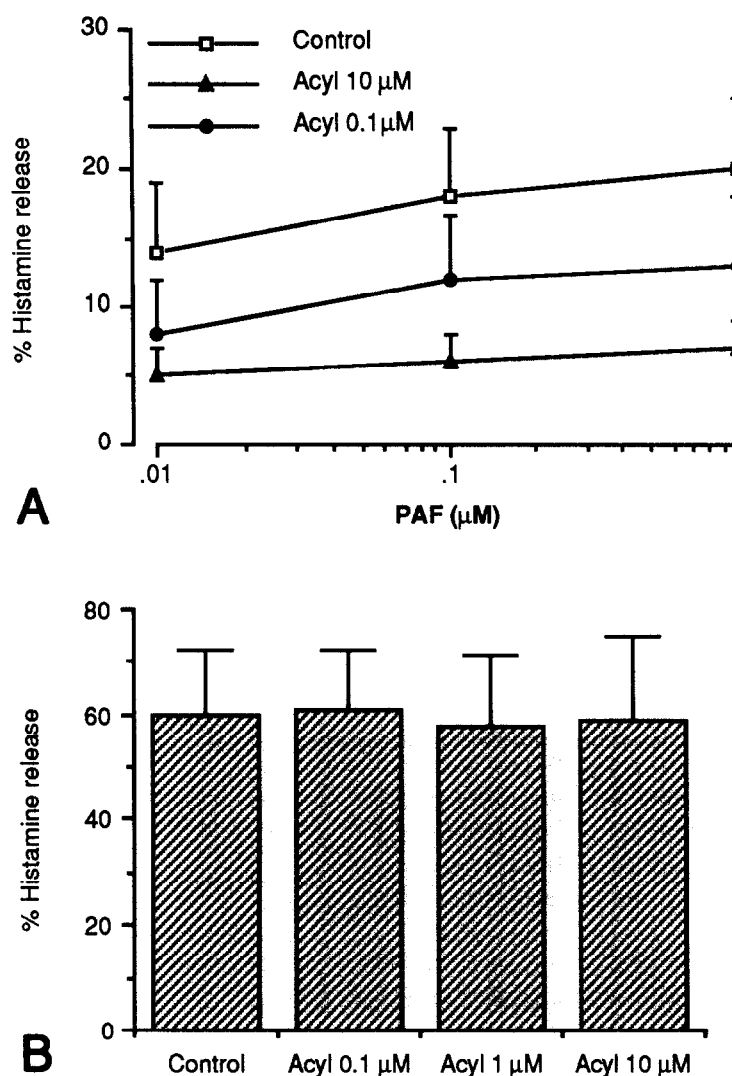 30
20
10
0
% Histamine release
Control
Acyl 10 μM
Acyl 0.1μM
.01
.1
PAF (μM)
A
80
60
40
20
0
% Histamine release
Control
Acyl 0.1 μM
Acyl 1 μM
Acyl 10 μM
B